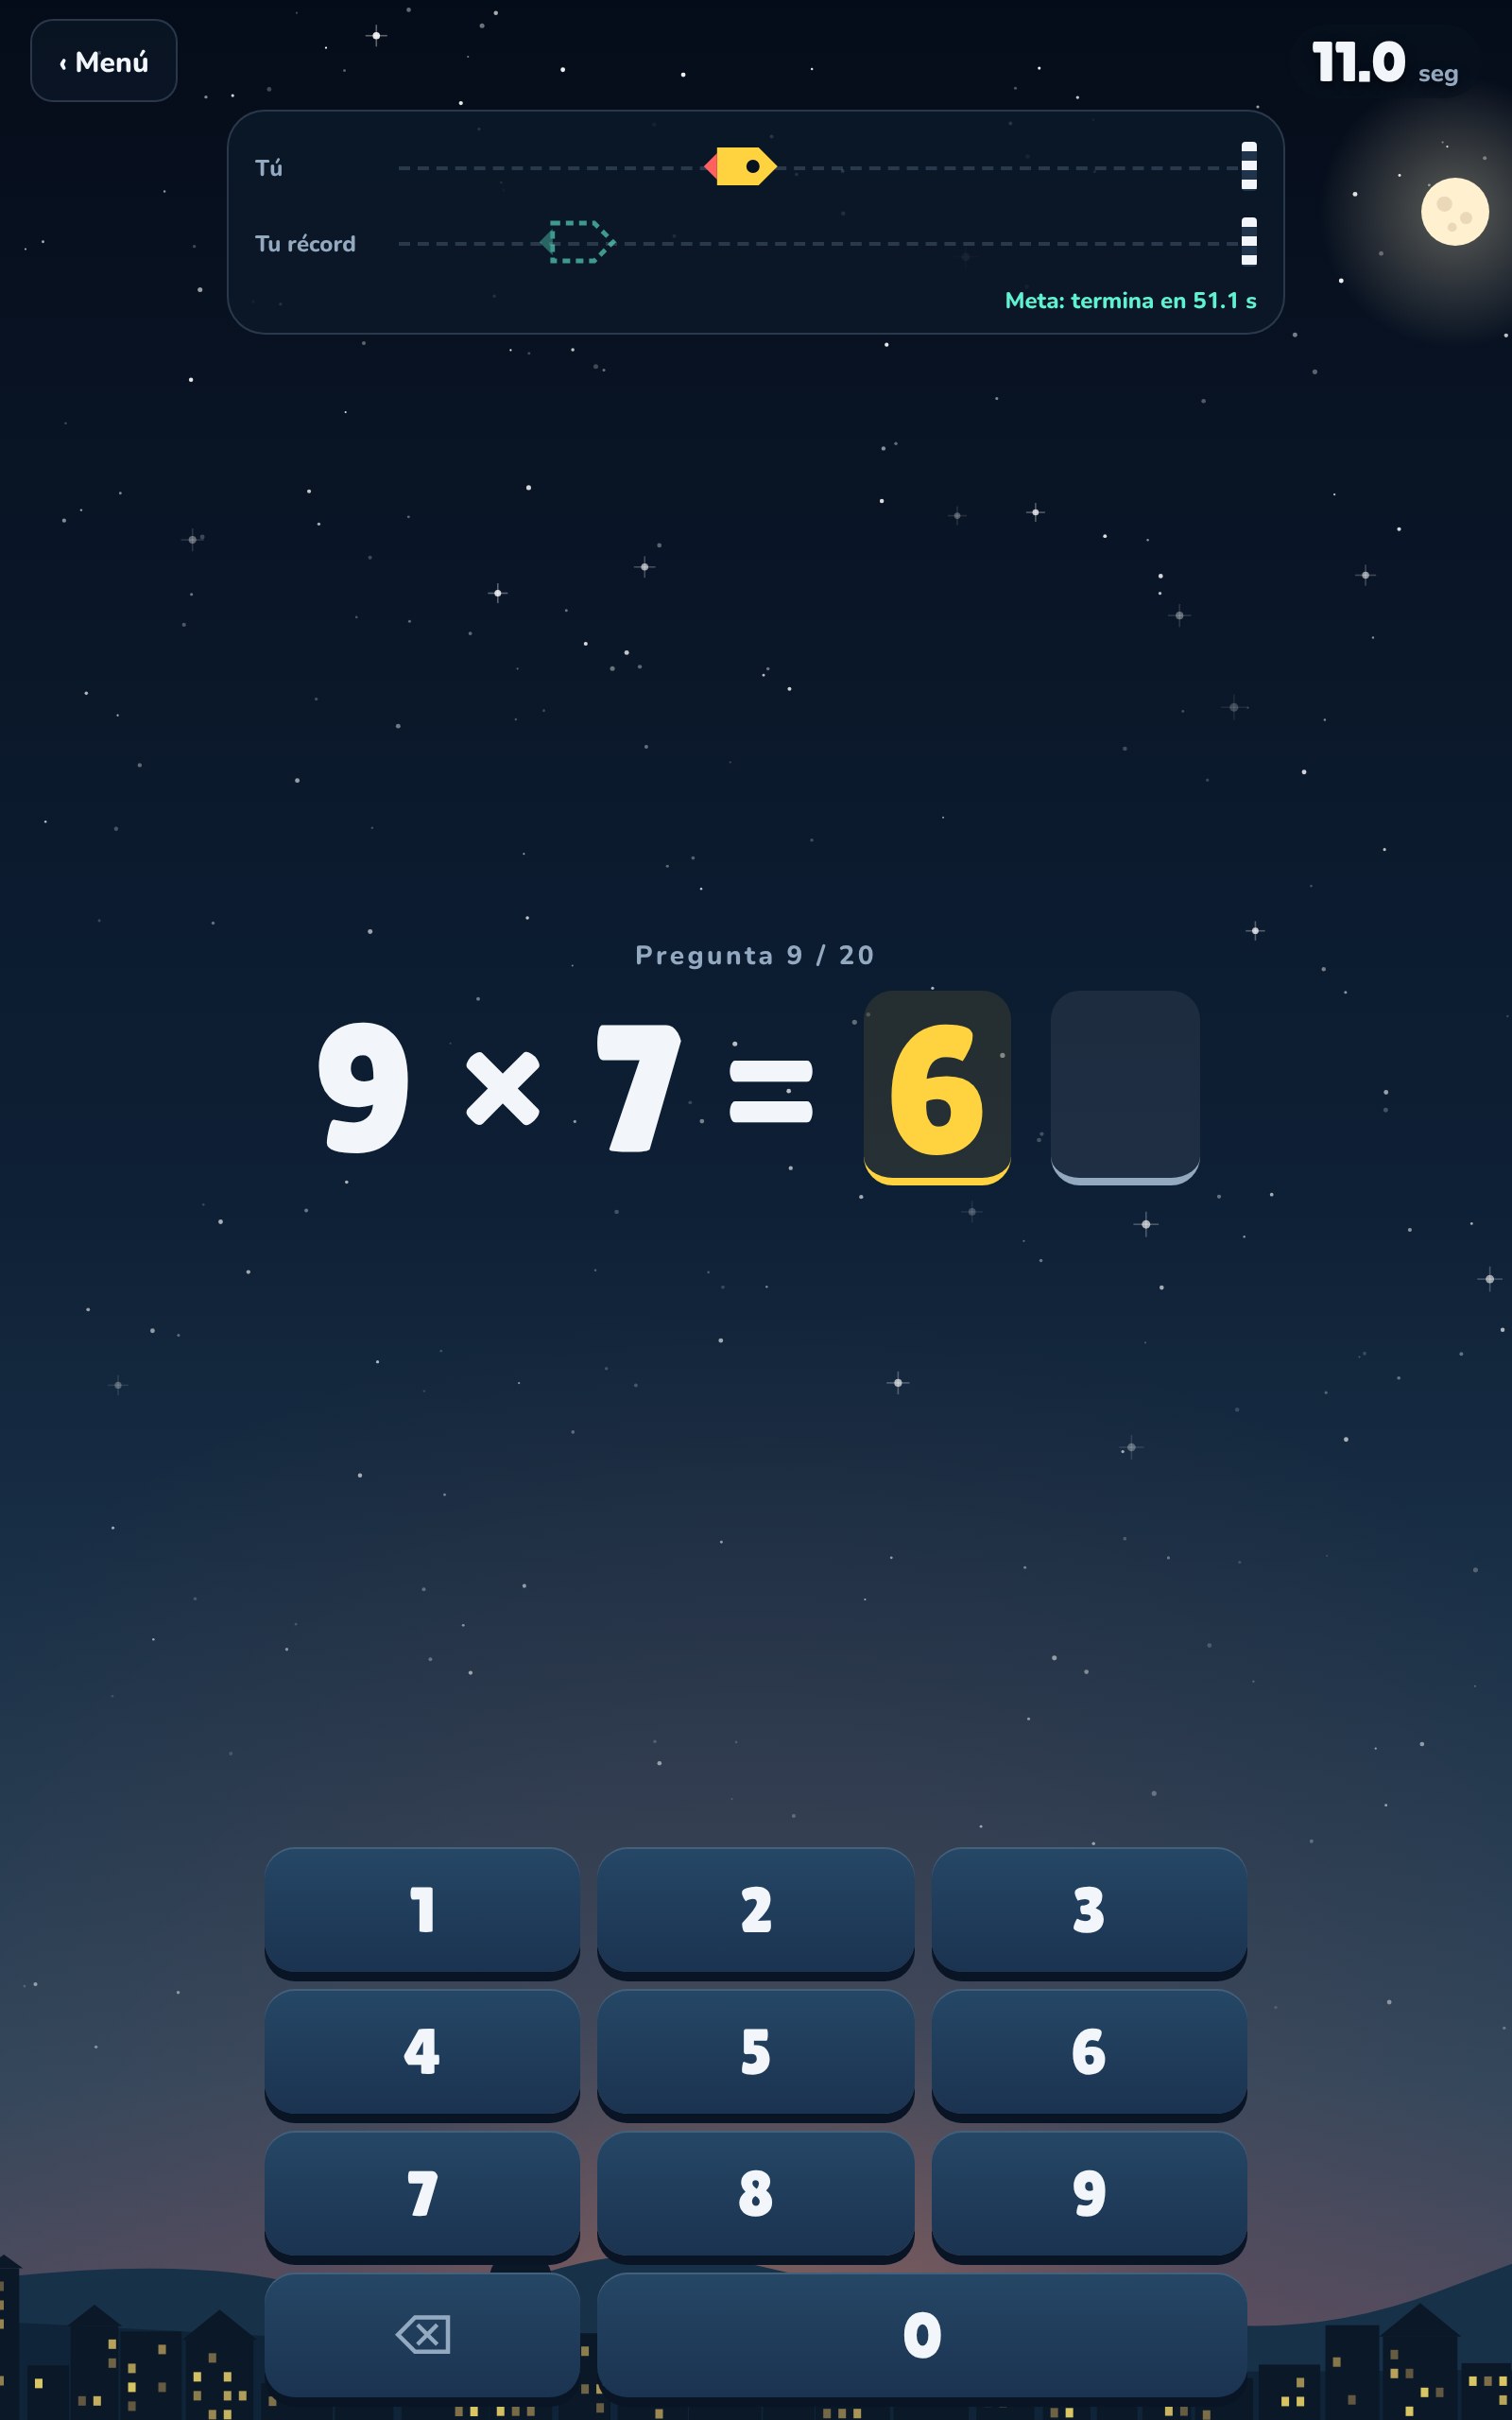 ‹ Menú
11.0 seg
Tú
Tu récord
Meta: termina en 51.1 s
Pregunta 9 / 20
9 × 7 = 6
1 2 3
4 5 6
7 8 9
0